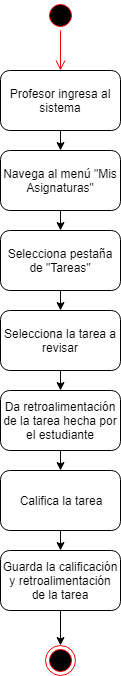 Profesor ingresa al
sistema
Navega al menú "Mis
Asignaturas"
Selecciona pestaña
de "Tareas"
Selecciona la tarea a
revisar
Da retroalimentación
de la tarea hecha por
el estudiante
Califica la tarea
Guarda la calificación
y retroalimentación
de la tarea